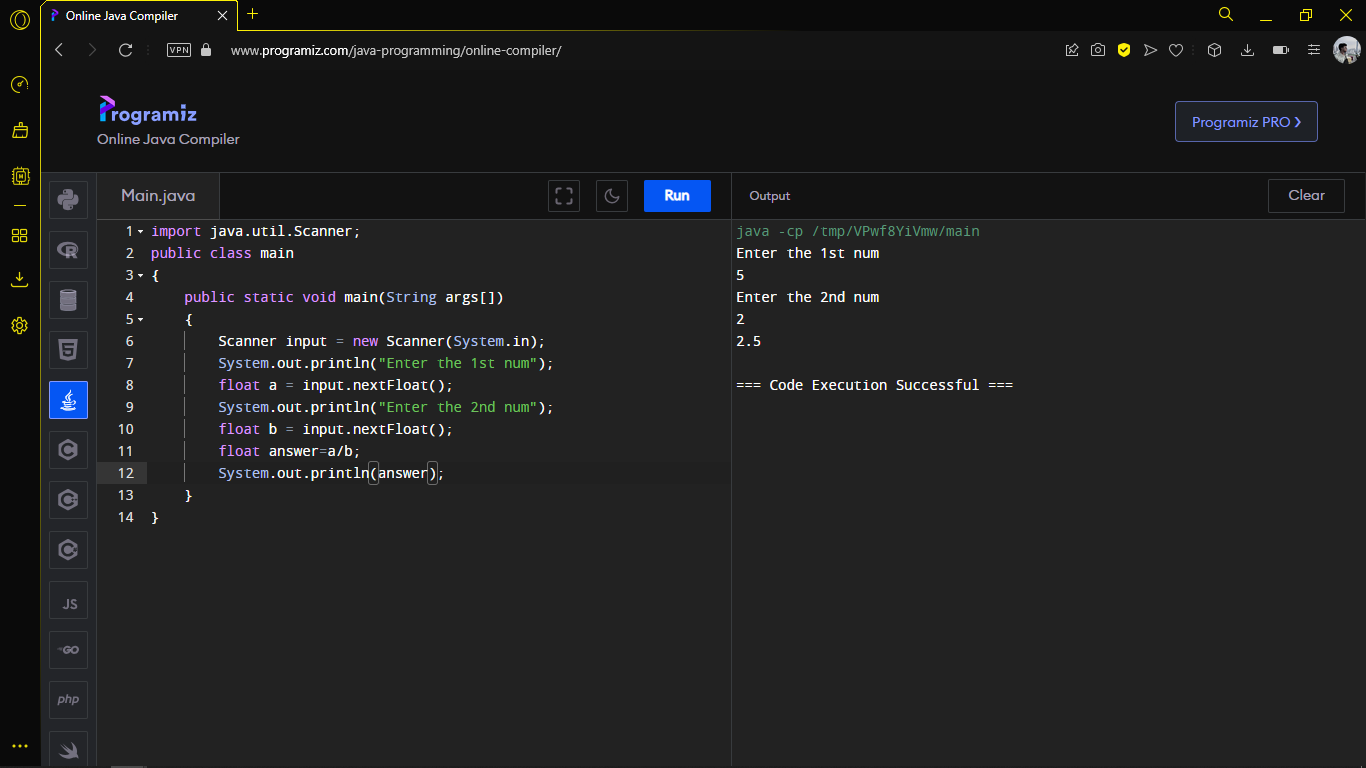 Online Java Compiler
VPN
www.programiz.com/java-programming/online-compiler/
M
Programiz
Online Java Compiler
Programiz PRO ❯
Main.java
Run
Output
Clear
1 import java.util.Scanner;
2 public class main
3 {
4     public static void main(String args[])
5     {
6         Scanner input = new Scanner(System.in);
7         System.out.println("Enter the 1st num");
8         float a = input.nextFloat();
9         System.out.println("Enter the 2nd num");
10         float b = input.nextFloat();
11         float answer=a/b;
12         System.out.println(answer);
13     }
14 }
java -cp /tmp/VPwf8YiVmw/main
Enter the 1st num
5
Enter the 2nd num
2
2.5
=== Code Execution Successful ===
R
5
C
C
C
JS
GO
php